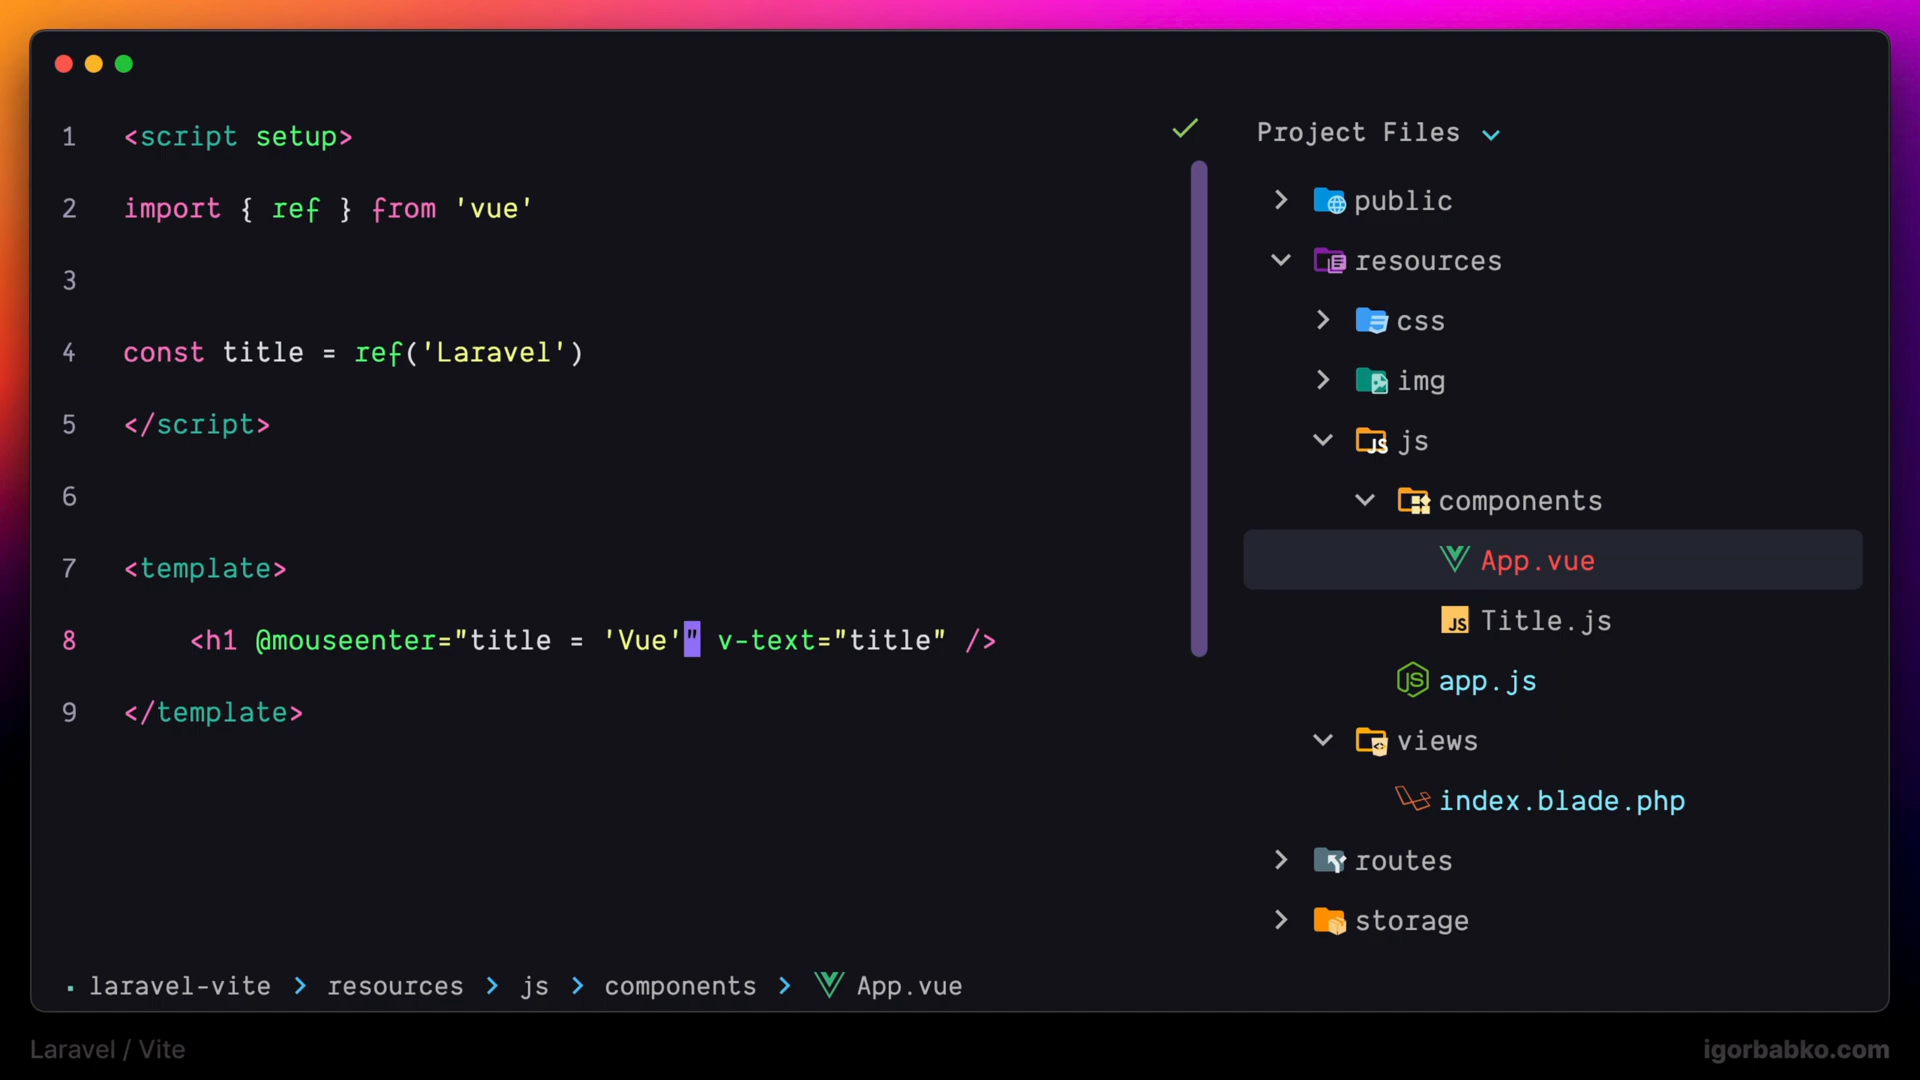 1 <script setup>
2 import { ref } from 'vue'
3
4 const title = ref('Laravel')
5 </script>
6
7 <template>
8 <h1 @mouseenter="title = 'Vue'" v-text="title" />
9 </template>
Project Files
public
resources
css
img
JS js
components
App.vue
JS Title.js
JS app.js
views
index.blade.php
routes
storage
laravel-vite > resources > js > components > App.vue
Laravel / Vite
igorbabko.com